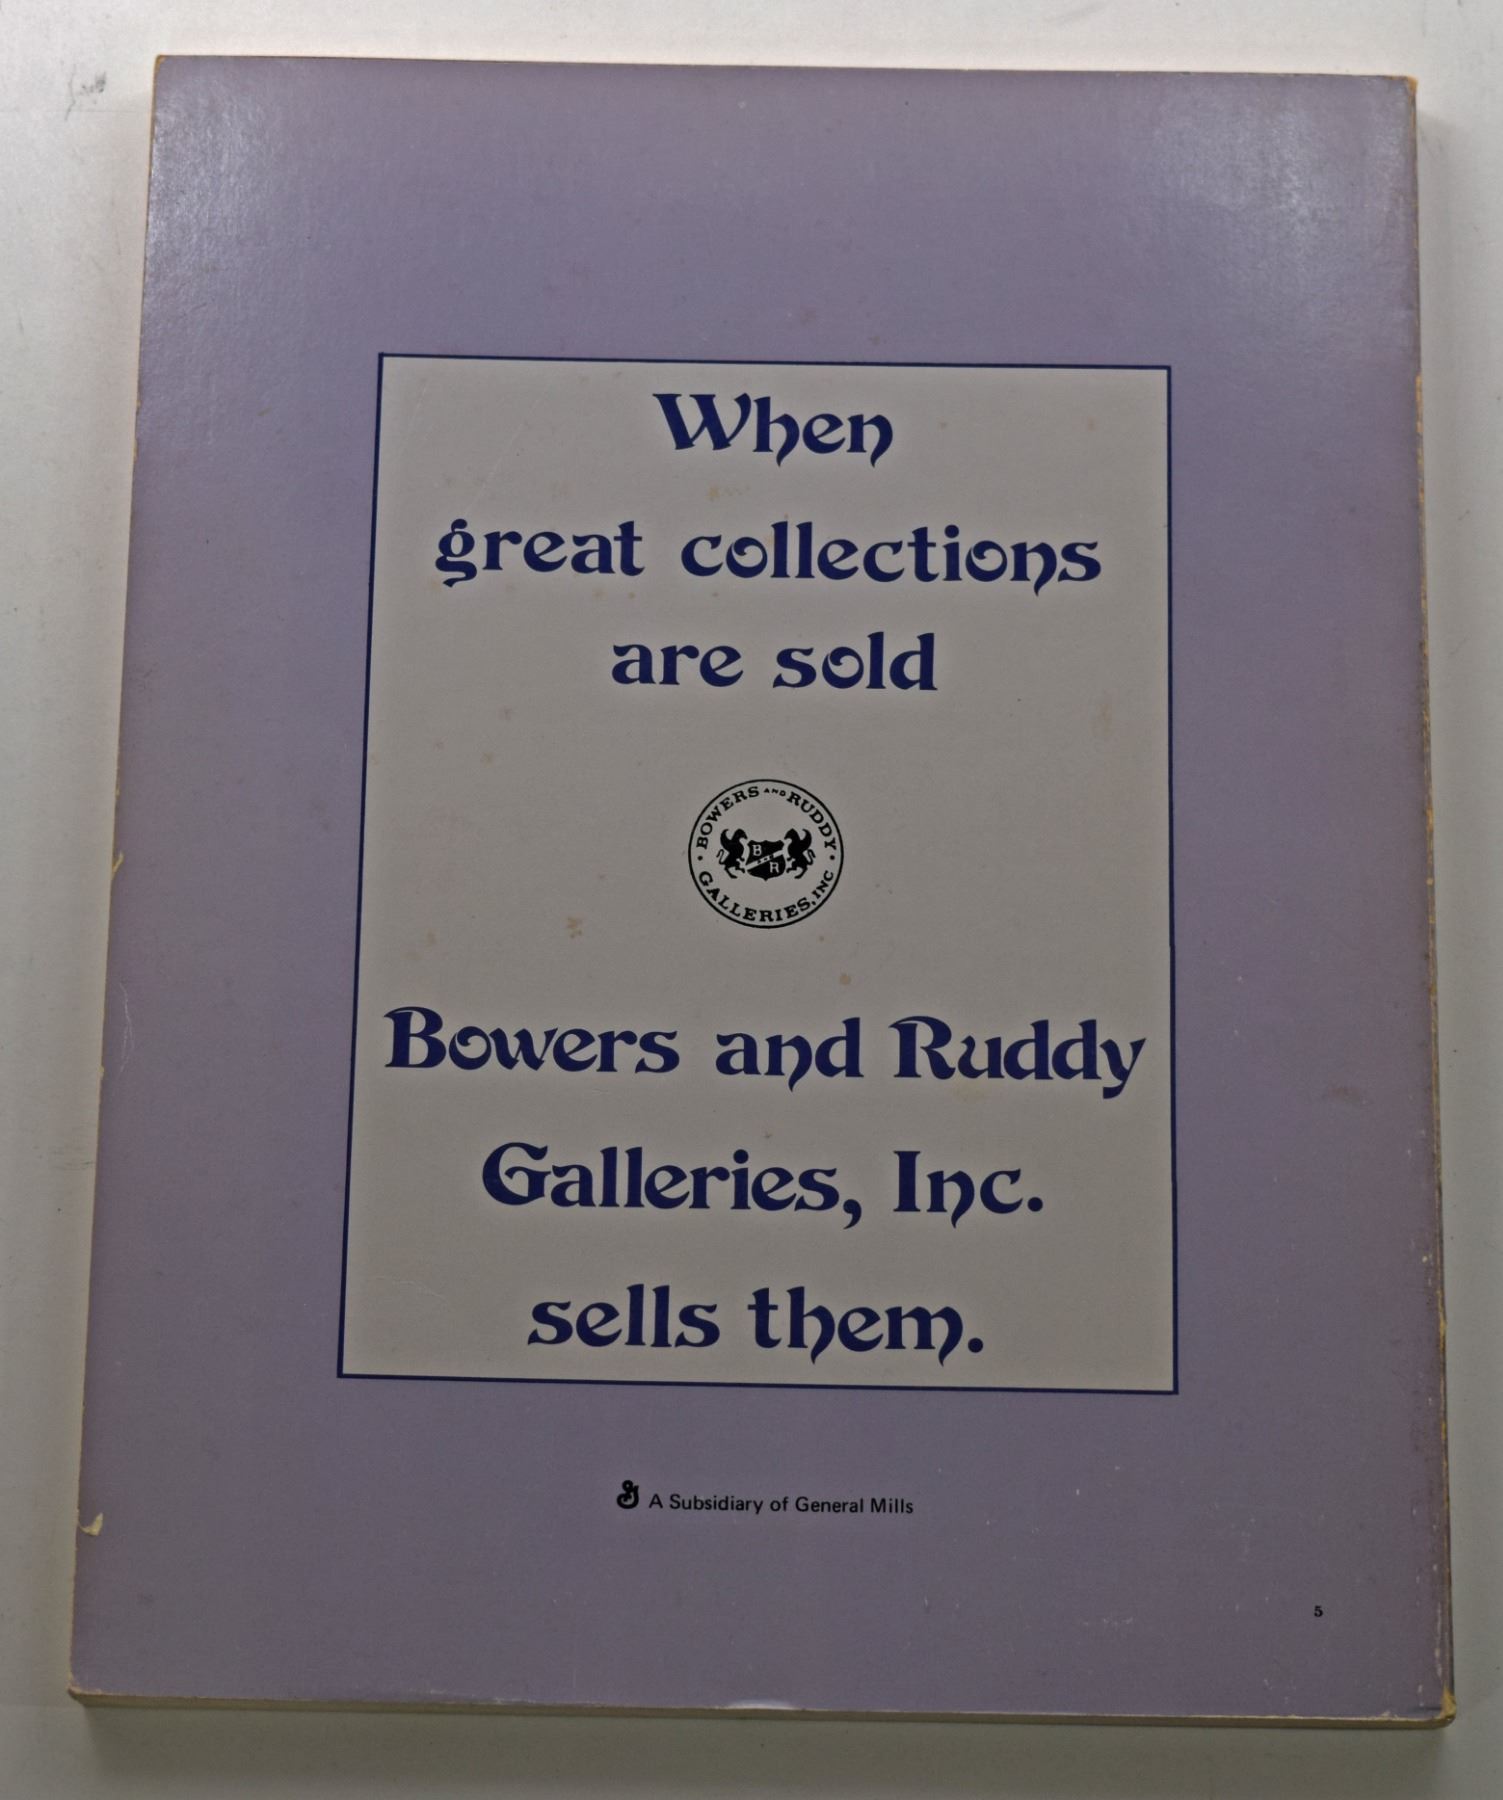 When
great collections
are sold
BOWERS AND RUDDY
B
AND
R
GALLERIES, INC
Bowers and Ruddy
Galleries, Inc.
sells them.
G A Subsidiary of General Mills
5